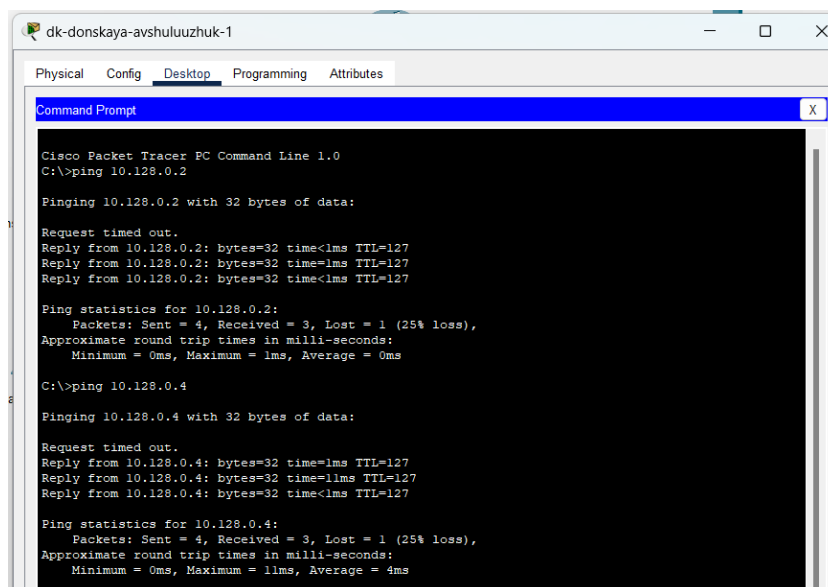 dk-donskaya-avshuluuzhuk-1
Physical Config Desktop Programming Attributes
Command Prompt
X
Cisco Packet Tracer PC Command Line 1.0
C:\>ping 10.128.0.2
Pinging 10.128.0.2 with 32 bytes of data:
Request timed out.
Reply from 10.128.0.2: bytes=32 time<1ms TTL=127
Reply from 10.128.0.2: bytes=32 time=1ms TTL=127
Reply from 10.128.0.2: bytes=32 time<1ms TTL=127
Ping statistics for 10.128.0.2:
Packets: Sent = 4, Received = 3, Lost = 1 (25% loss),
Approximate round trip times in milli-seconds:
Minimum = 0ms, Maximum = 1ms, Average = 0ms
C:\>ping 10.128.0.4
Pinging 10.128.0.4 with 32 bytes of data:
Request timed out.
Reply from 10.128.0.4: bytes=32 time=1ms TTL=127
Reply from 10.128.0.4: bytes=32 time=11ms TTL=127
Reply from 10.128.0.4: bytes=32 time<1ms TTL=127
Ping statistics for 10.128.0.4:
Packets: Sent = 4, Received = 3, Lost = 1 (25% loss),
Approximate round trip times in milli-seconds:
Minimum = 0ms, Maximum = 11ms, Average = 4ms